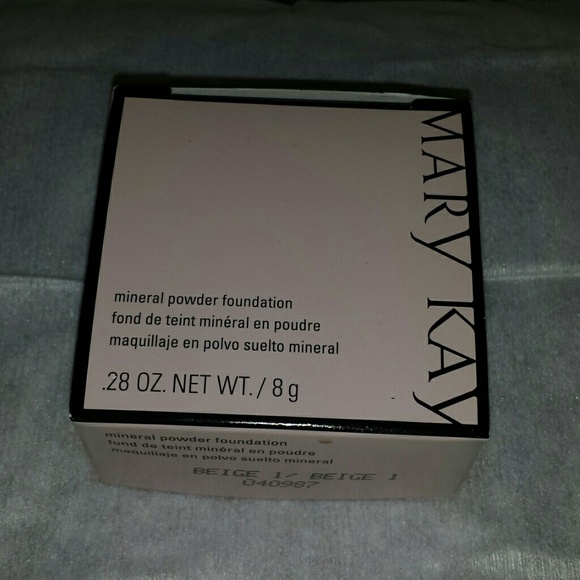 MARY KAY
mineral powder foundation
fond de teint minéral en poudre
maquillaje en polvo suelto mineral
.28 OZ. NET WT. / 8 g
mineral powder foundation
fond de teint minéral en poudre
maquillaje en polvo suelto mineral
BEIGE 1/ BEIGE 1
040987